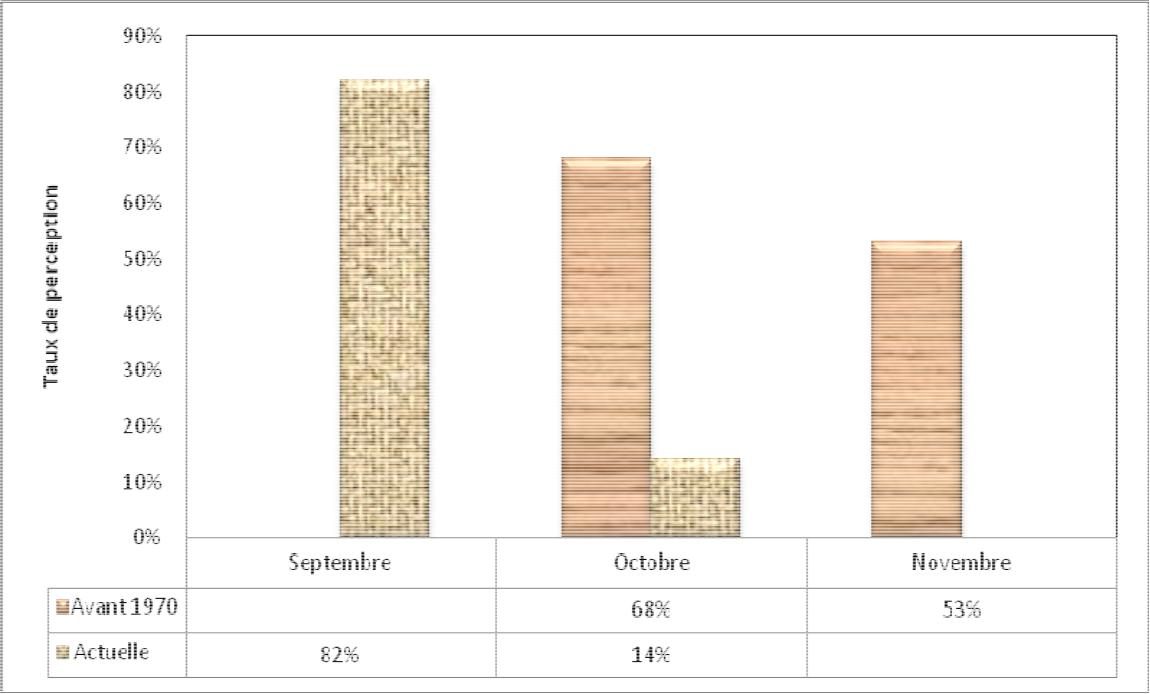 90%
80%
70%
60%
50%
40%
30%
20%
10%
0%
Taux de perception
Septembre Octobre Novembre
Avant 1970 68% 53%
Actuelle 82% 14%